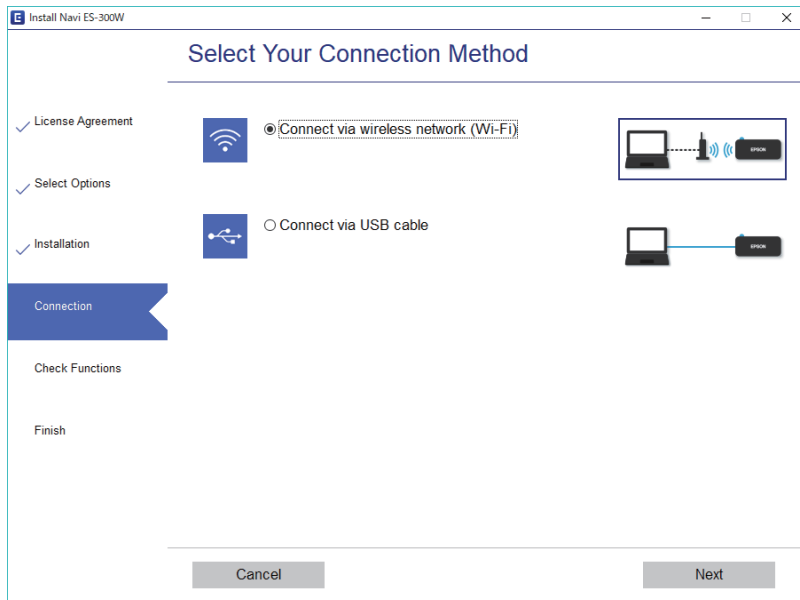 Install Navi ES-300W
Select Your Connection Method
License Agreement
Select Options
Installation
Connection
Check Functions
Finish
Connect via wireless network (Wi-Fi)
EPSON
Connect via USB cable
EPSON
Cancel
Next